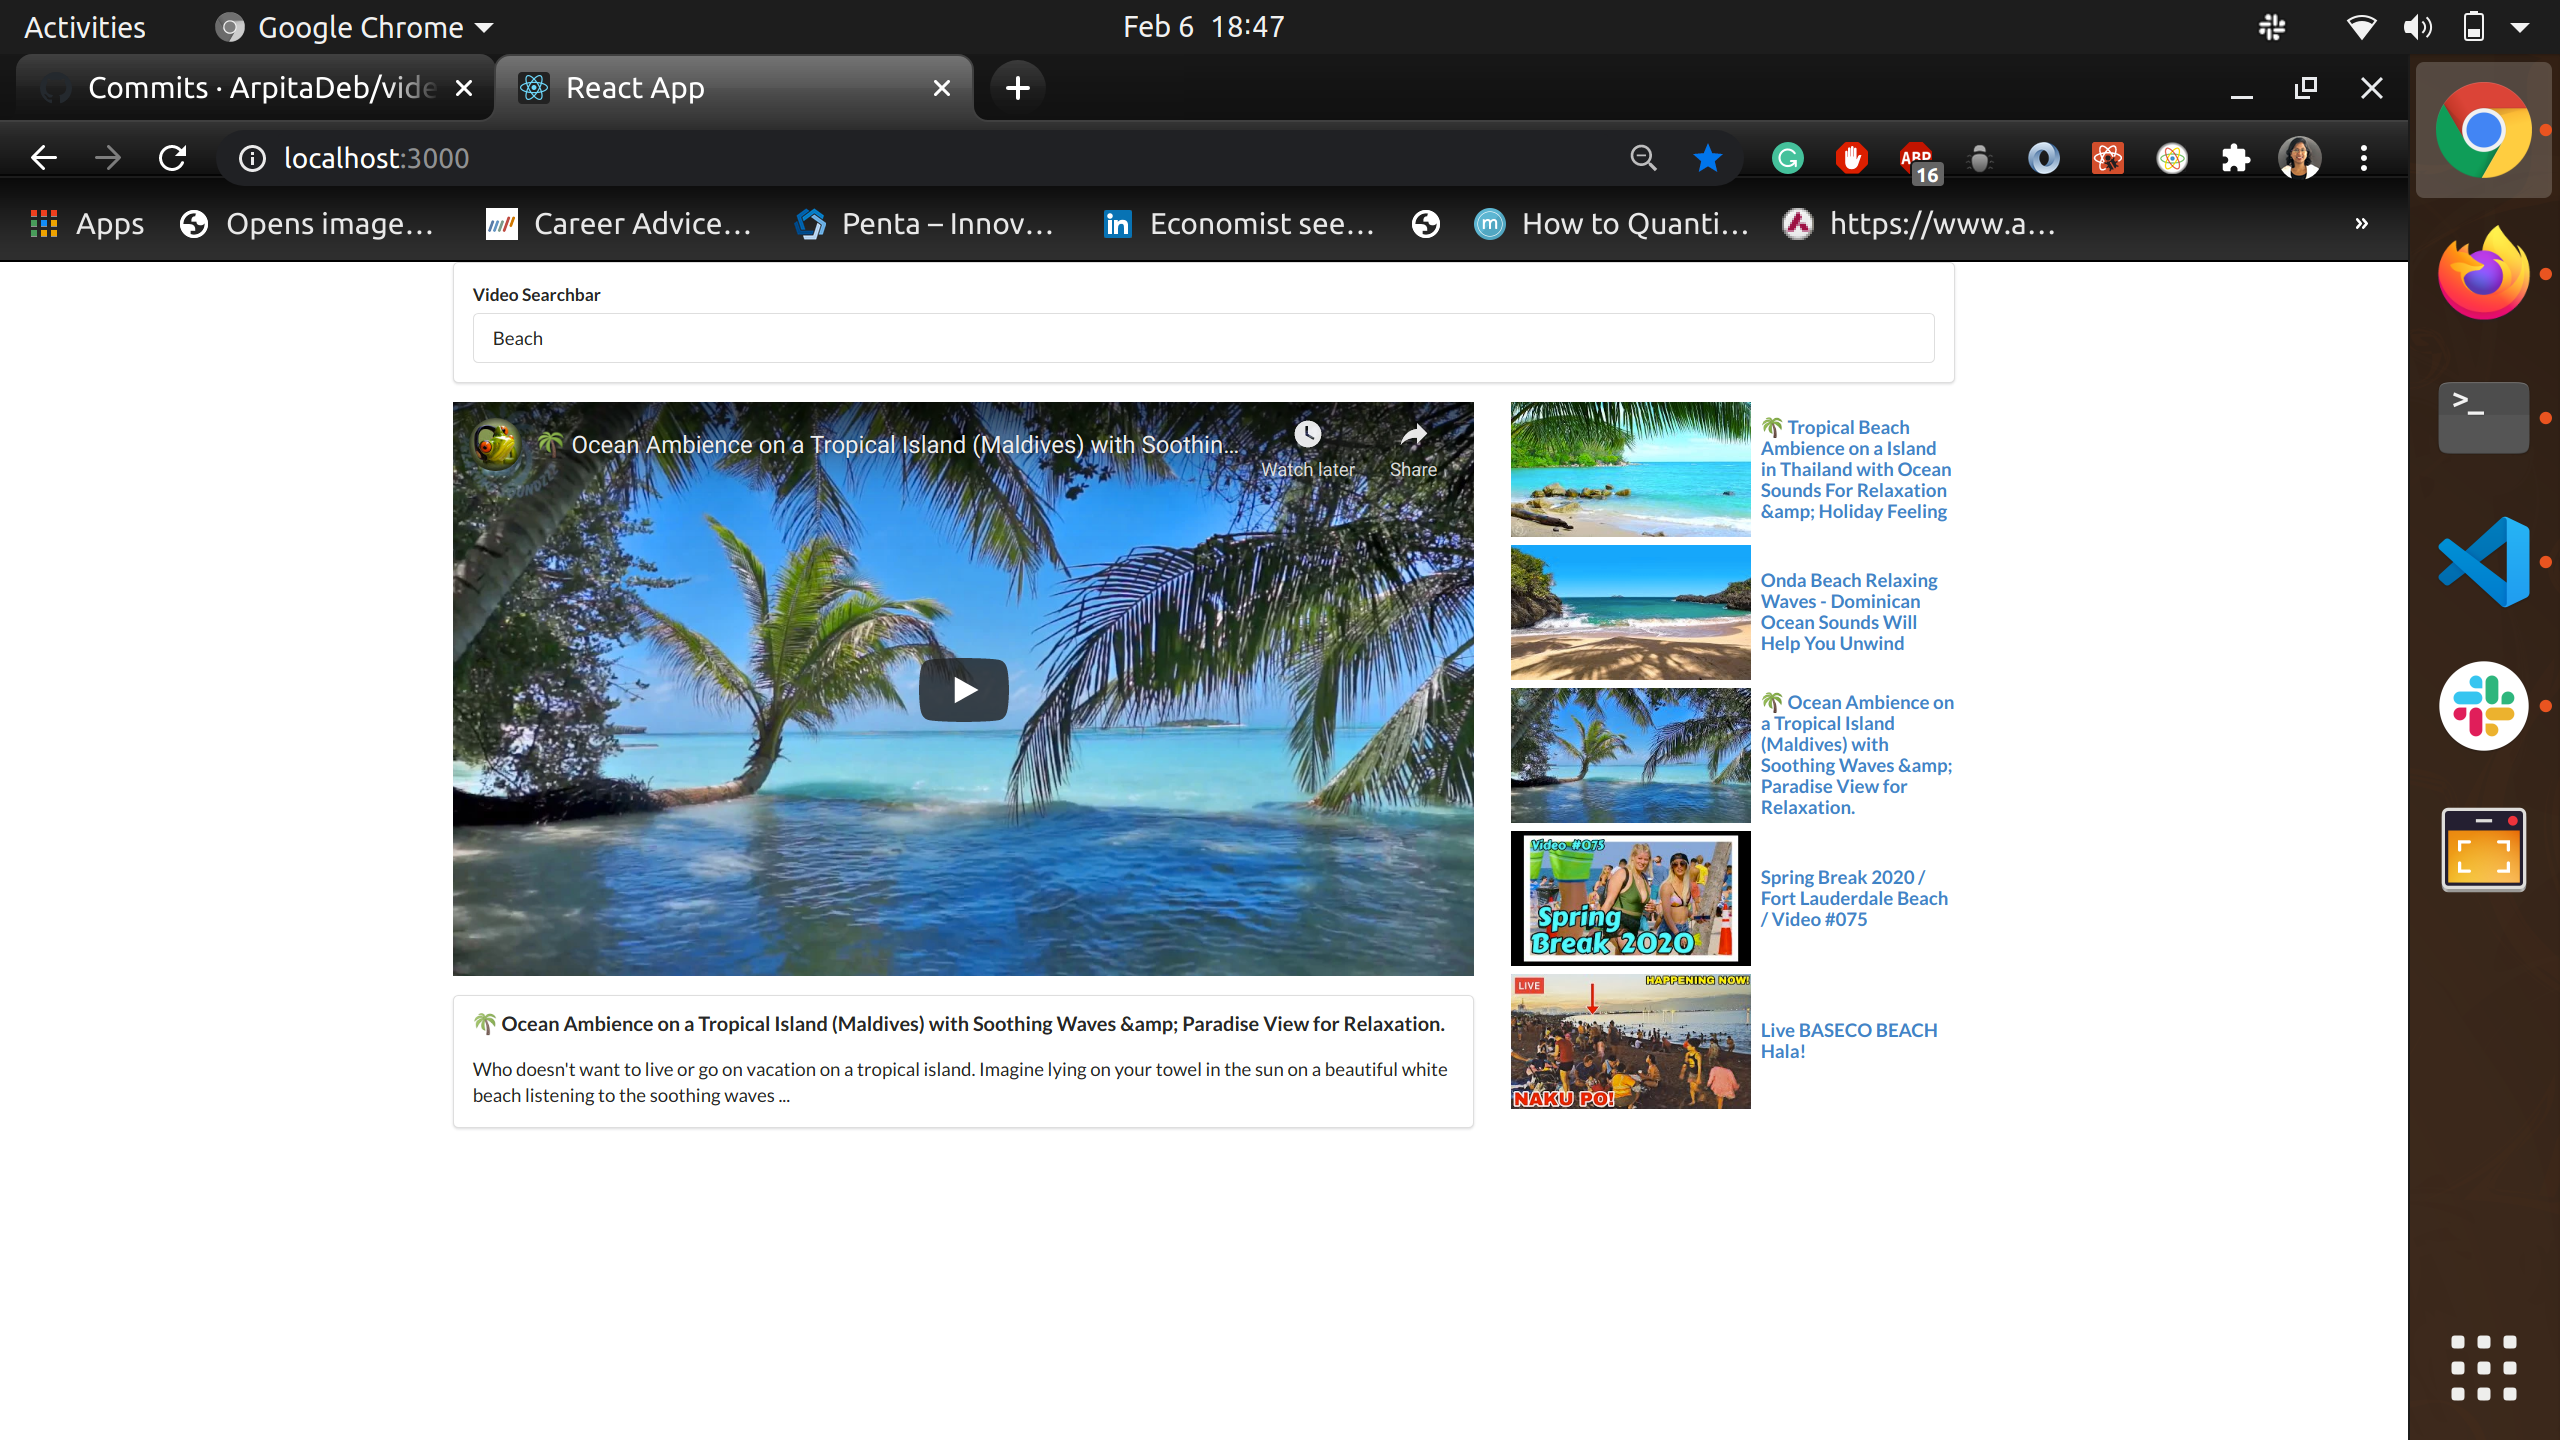 Activities
Google Chrome
Feb 6 18:47
Commits · ArpitaDeb/vide
React App
localhost:3000
ABP
16
Apps
Opens image...
Career Advice...
Penta – Innov...
in
Economist see...
m
How to Quanti...
https://www.a...
»
Video Searchbar
Beach
🌴 Ocean Ambience on a Tropical Island (Maldives) with Soothin...
Watch later
Share
🌴 Ocean Ambience on a Tropical Island (Maldives) with Soothing Waves &amp; Paradise View for Relaxation.
Who doesn't want to live or go on vacation on a tropical island. Imagine lying on your towel in the sun on a beautiful white
beach listening to the soothing waves ...
🌴 Tropical Beach
Ambience on a Island
in Thailand with Ocean
Sounds For Relaxation
&amp; Holiday Feeling
Onda Beach Relaxing
Waves - Dominican
Ocean Sounds Will
Help You Unwind
🌴 Ocean Ambience on
a Tropical Island
(Maldives) with
Soothing Waves &amp;
Paradise View for
Relaxation.
Video #075
Spring
Break 2020
Spring Break 2020 /
Fort Lauderdale Beach
/ Video #075
LIVE
HAPPENING NOW!
NAKU PO!
Live BASECO BEACH
Hala!